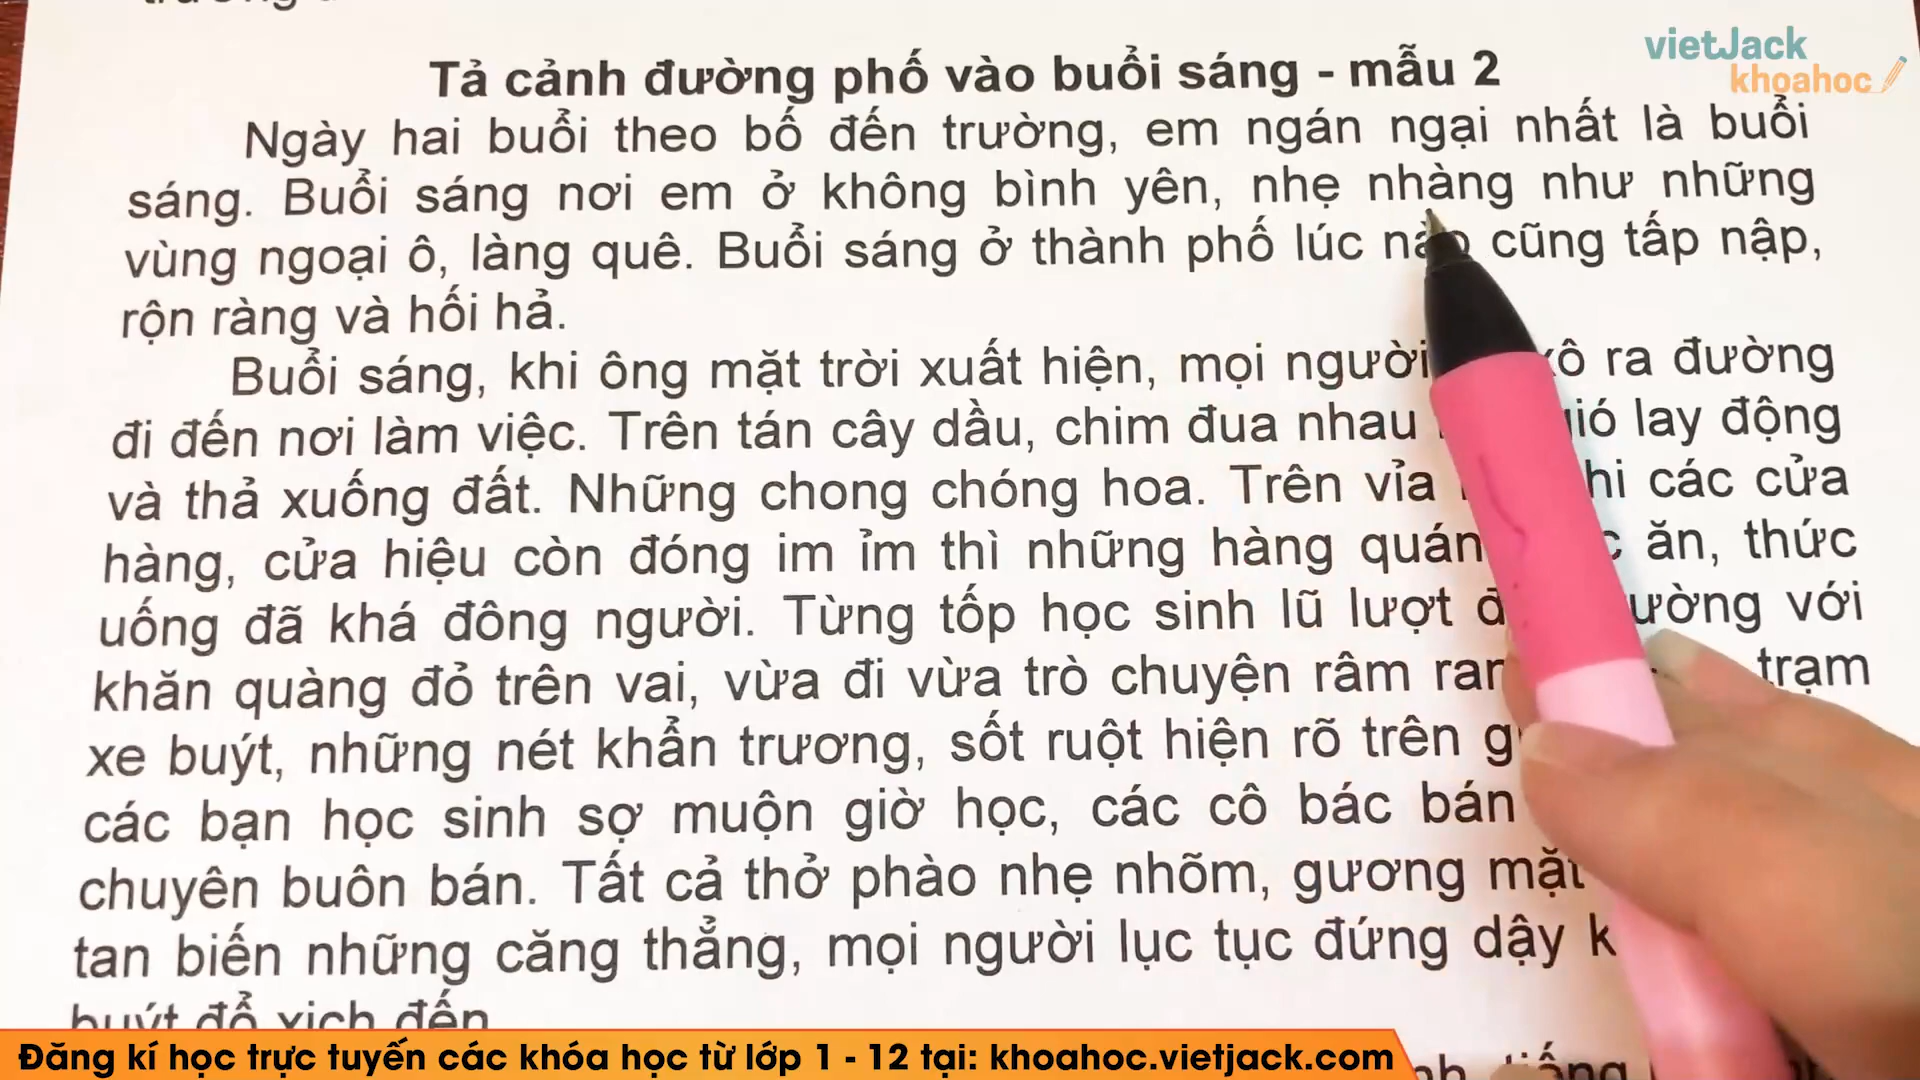 vietJack
khoahoc
Tả cảnh đường phố vào buổi sáng - mẫu 2
Ngày hai buổi theo bố đến trường, em ngán ngại nhất là buổi
sáng. Buổi sáng nơi em ở không bình yên, nhẹ nhàng như những
vùng ngoại ô, làng quê. Buổi sáng ở thành phố lúc nào cũng tấp nập,
rộn ràng và hối hả.
Buổi sáng, khi ông mặt trời xuất hiện, mọi người ra đường
đi đến nơi làm việc. Trên tán cây dầu, chim đua nhau gió lay động
và thả xuống đất. Những chong chóng hoa. Trên vỉa các cửa
hàng, cửa hiệu còn đóng im ỉm thì những hàng quán ăn, thức
uống đã khá đông người. Từng tốp học sinh lũ lượt với
khăn quàng đỏ trên vai, vừa đi vừa trò chuyện râm ran trạm
xe buýt, những nét khẩn trương, sốt ruột hiện rõ trên
các bạn học sinh sợ muộn giờ học, các cô bác bán
chuyên buôn bán. Tất cả thở phào nhẹ nhõm, gương mặt
tan biến những căng thẳng, mọi người lục tục đứng dậy
buýt đổ xịch đến
Đăng kí học trực tuyến các khóa học từ lớp 1 - 12 tại: khoahoc.vietjack.com